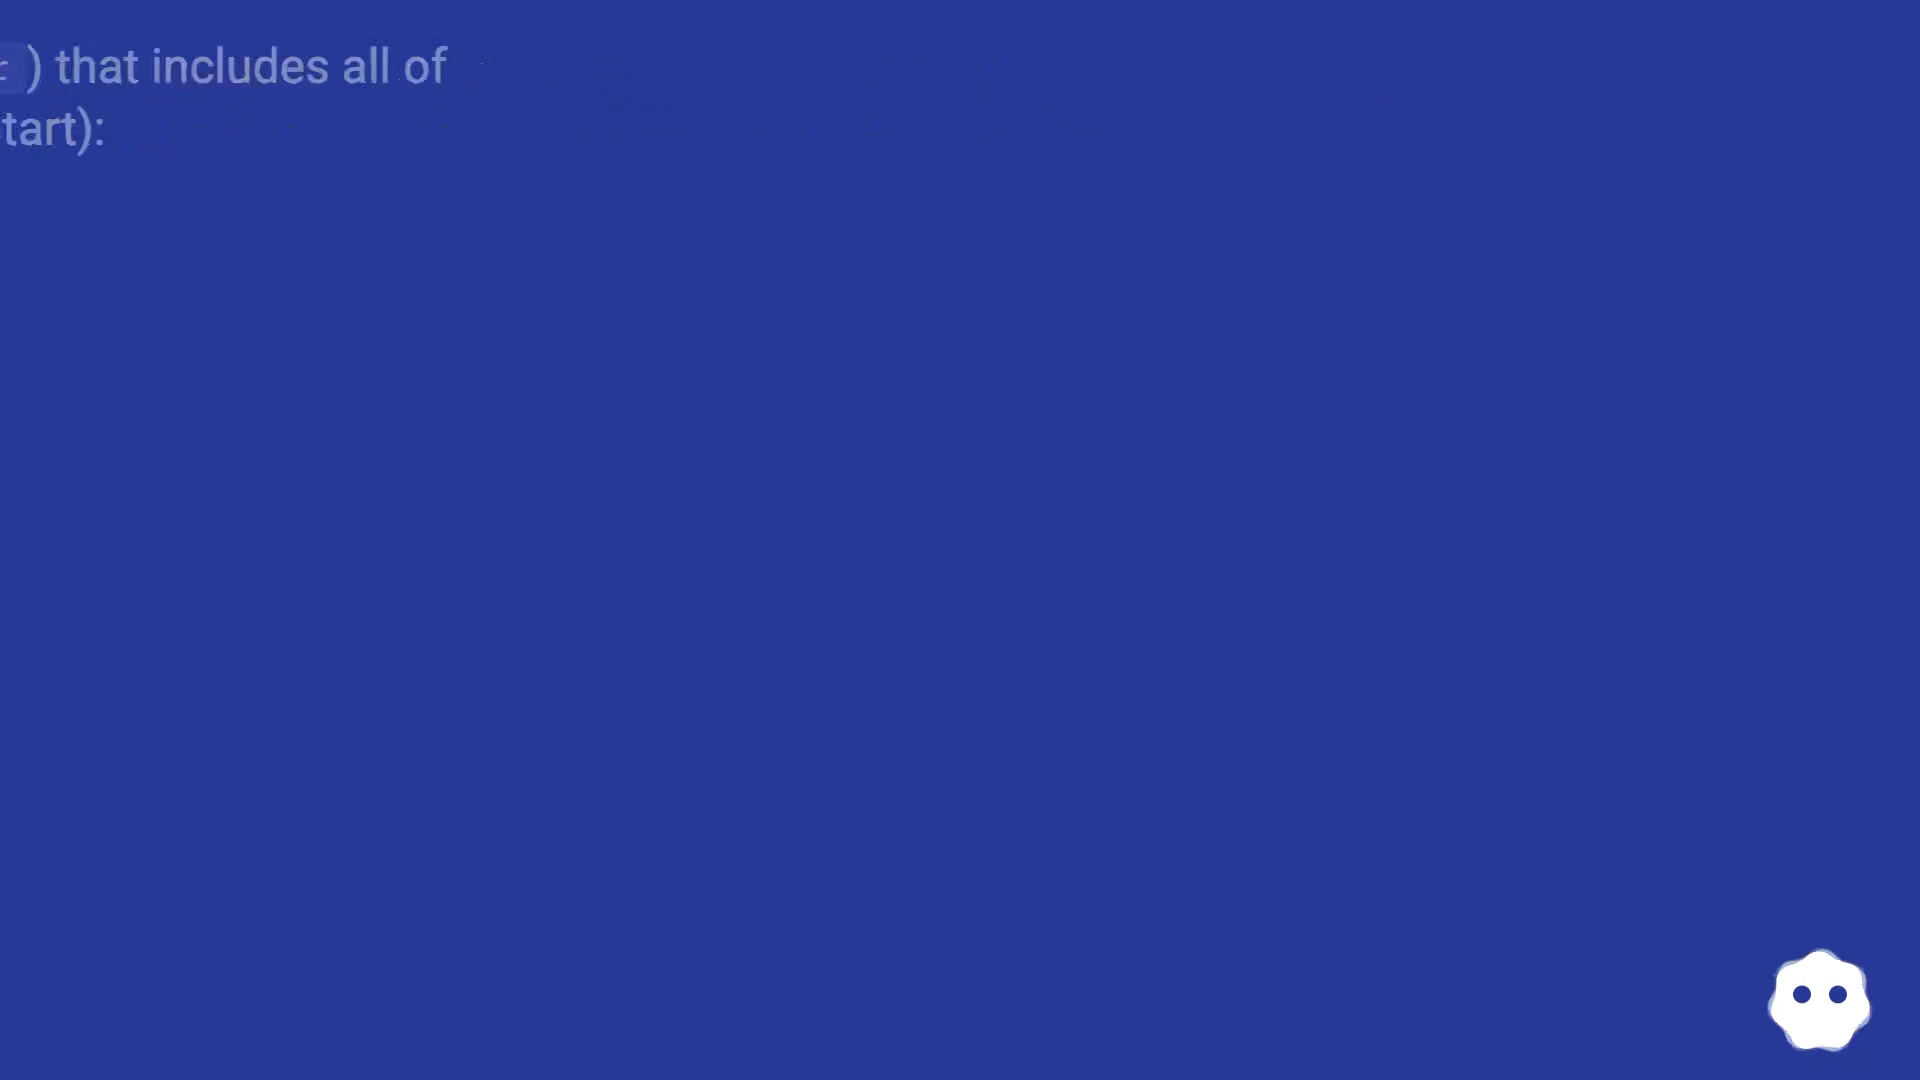 ) that includes all of
tart):